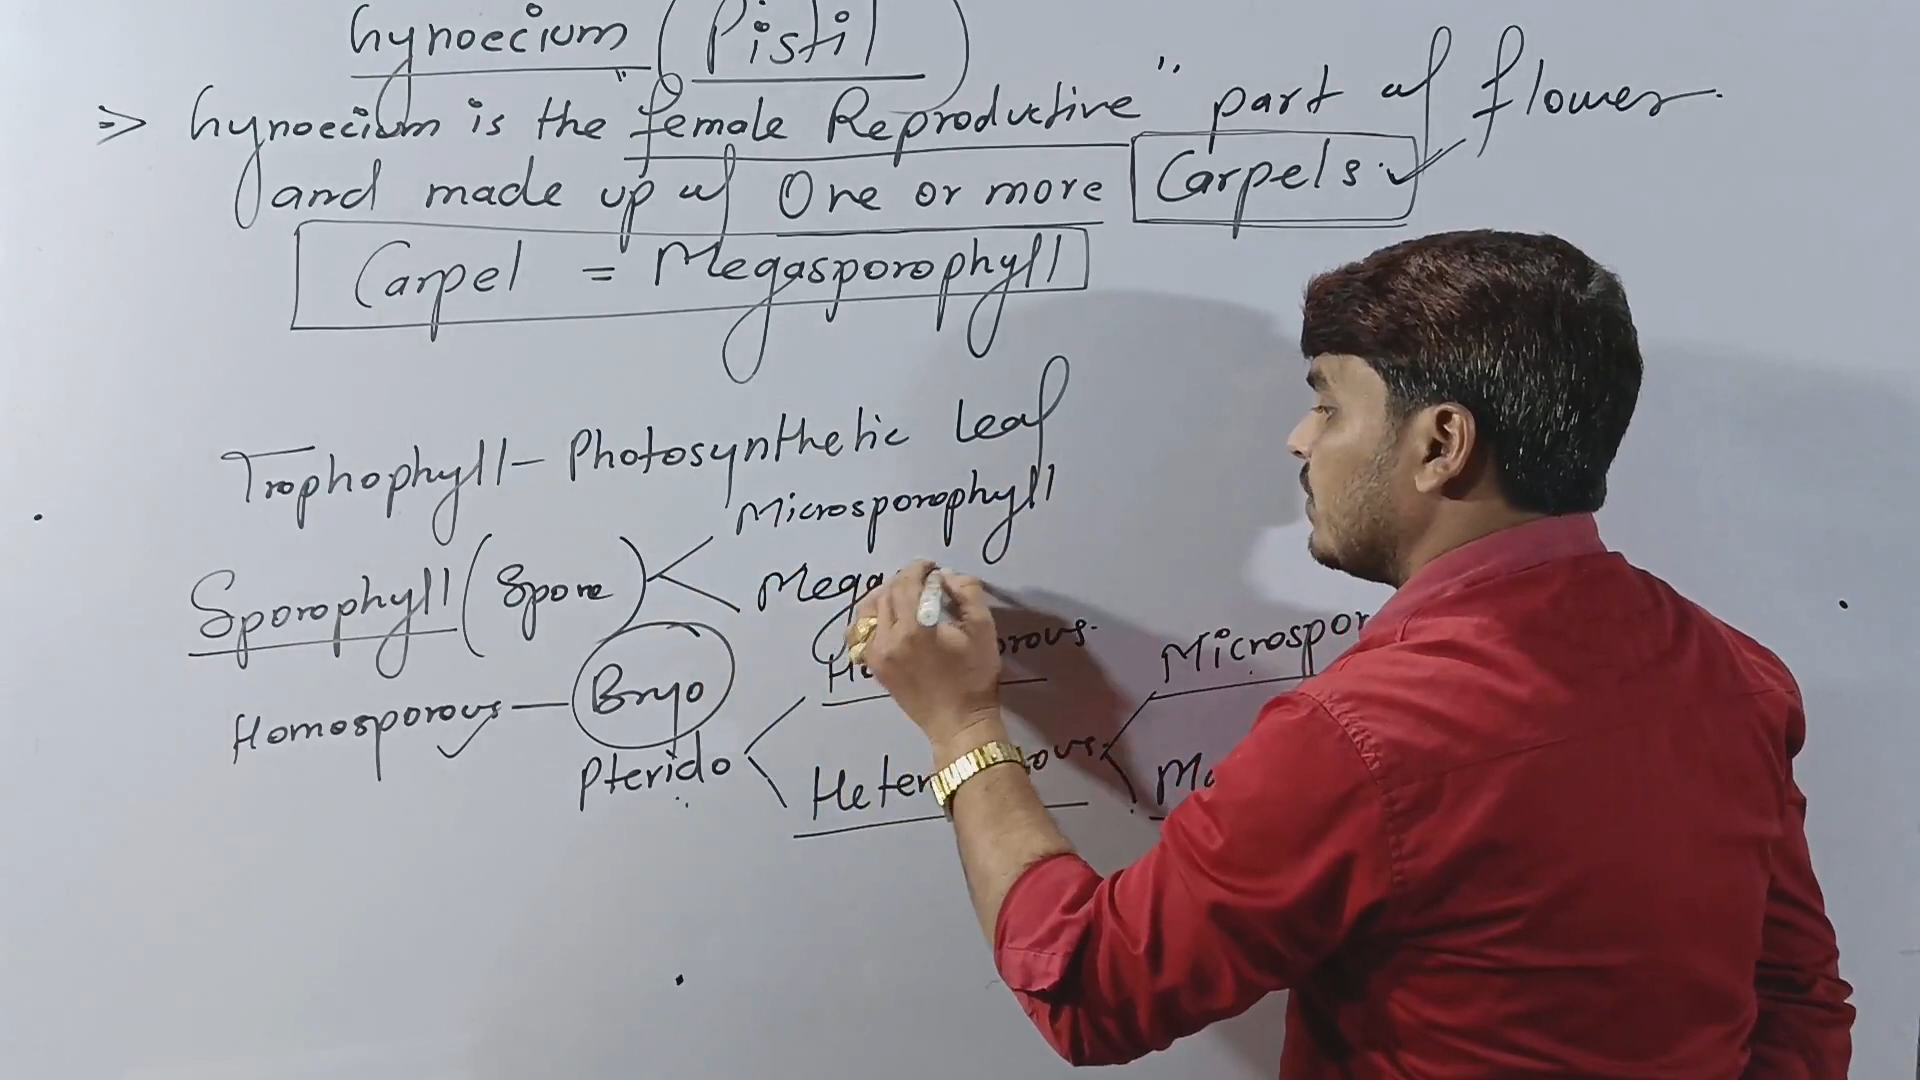 Gynoecium (Pistil)
⇒ Gynoecium is the "female Reproductive" part of flower.
and made up of One or more Carpels. ✓
Carpel = Megasporophyll
Trophophyll - Photosynthetic Leaf
Microsporophyll
Sporophyll (Spore)
Homosporous - Bryo
Pterido
Microspor